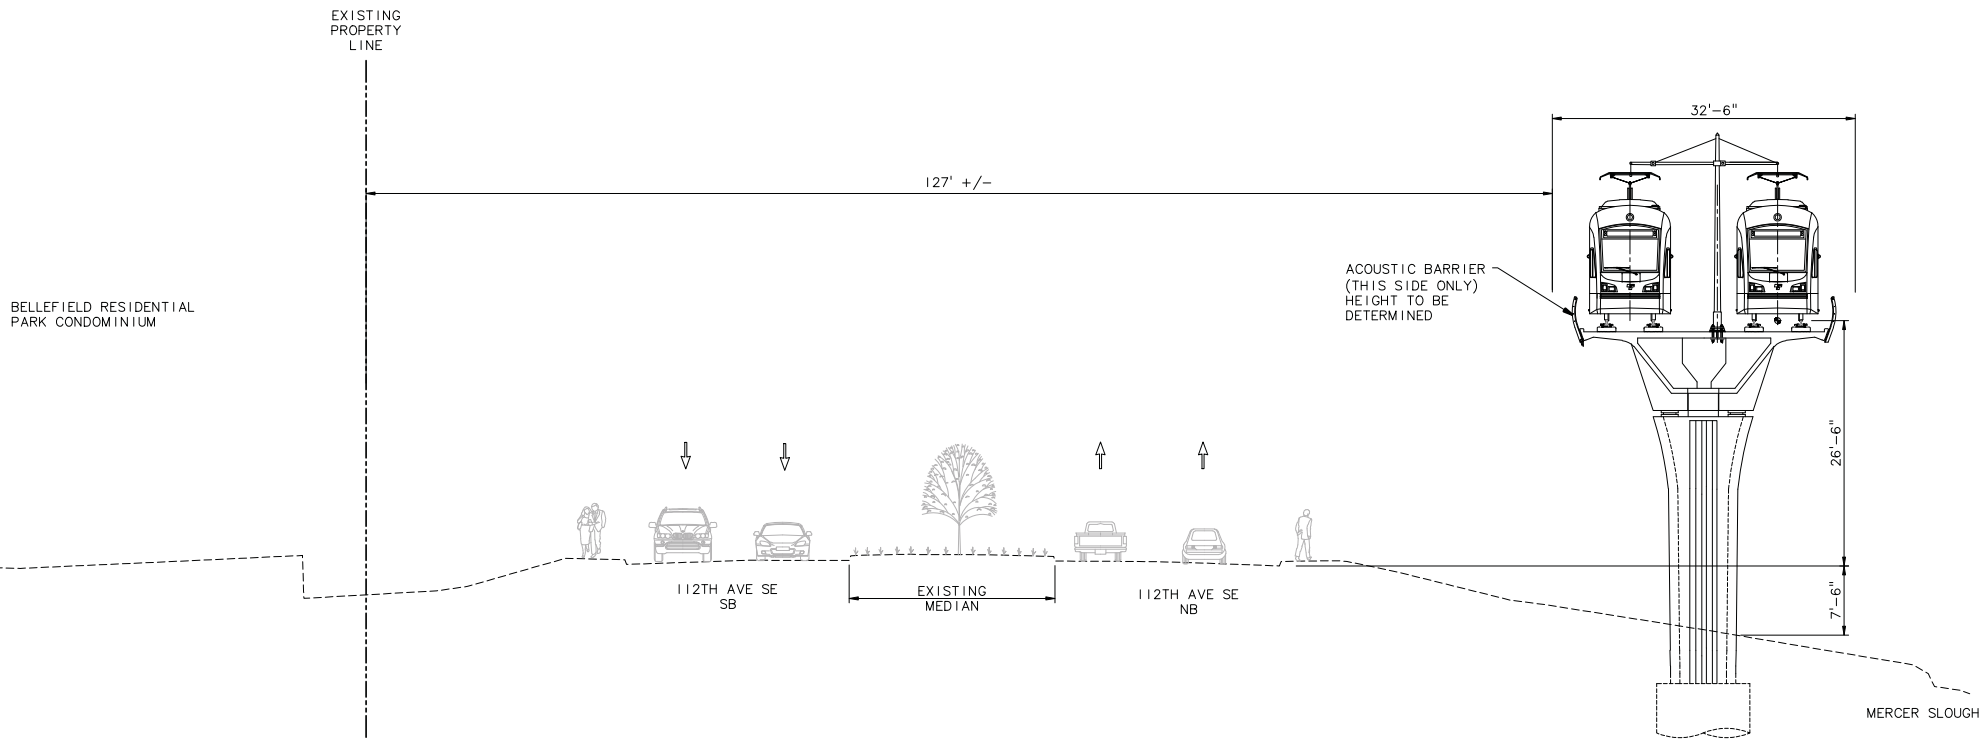 EXISTING
PROPERTY
LINE
32'-6"
127' +/-
ACOUSTIC BARRIER
(THIS SIDE ONLY)
HEIGHT TO BE
DETERMINED
BELLEFIELD RESIDENTIAL
PARK CONDOMINIUM
26'-6"
112TH AVE SE
SB
EXISTING
MEDIAN
112TH AVE SE
NB
7'-6"
MERCER SLOUGH